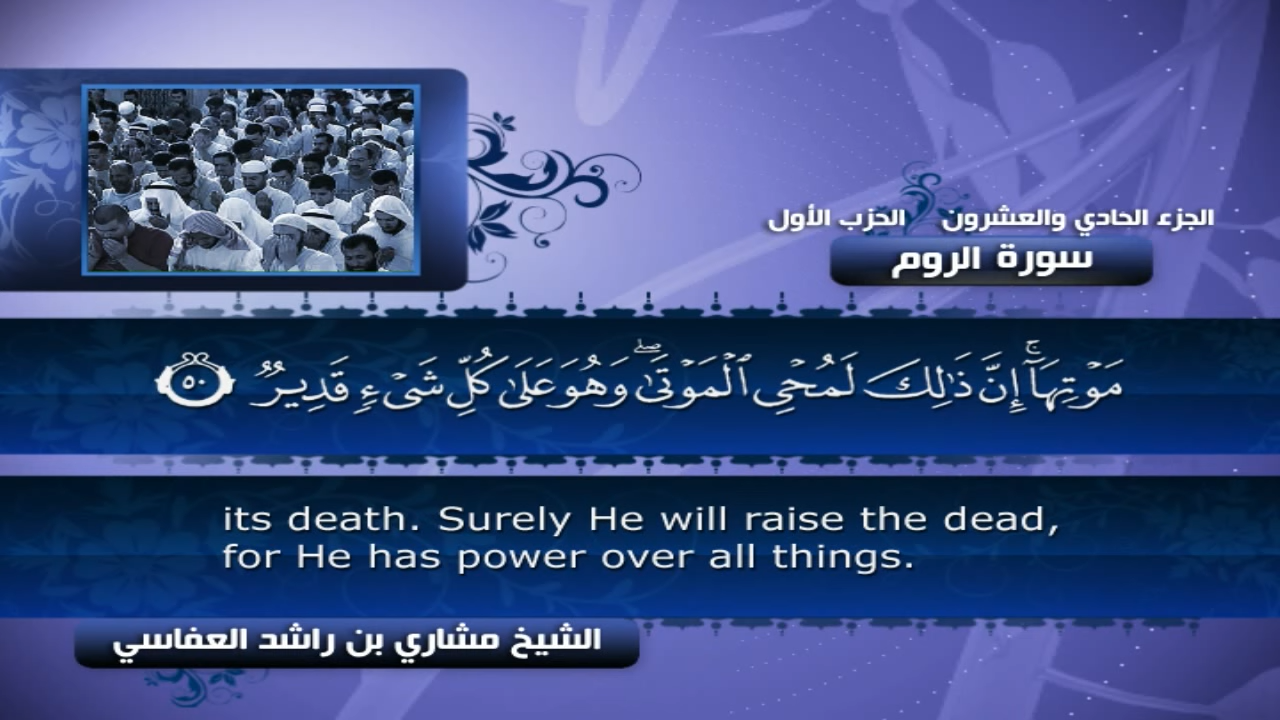 الجزء الحادي والعشرون الحزب الأول
سورة الروم
مَوْتِهَآ ۚ إِنَّ ذَٰلِكَ لَمُحْىِ ٱلْمَوْتَىٰ ۖ وَهُوَ عَلَىٰ كُلِّ شَىْءٍ قَدِيرٌ ٥٠
its death. Surely He will raise the dead,
for He has power over all things.
الشيخ مشاري بن راشد العفاسي